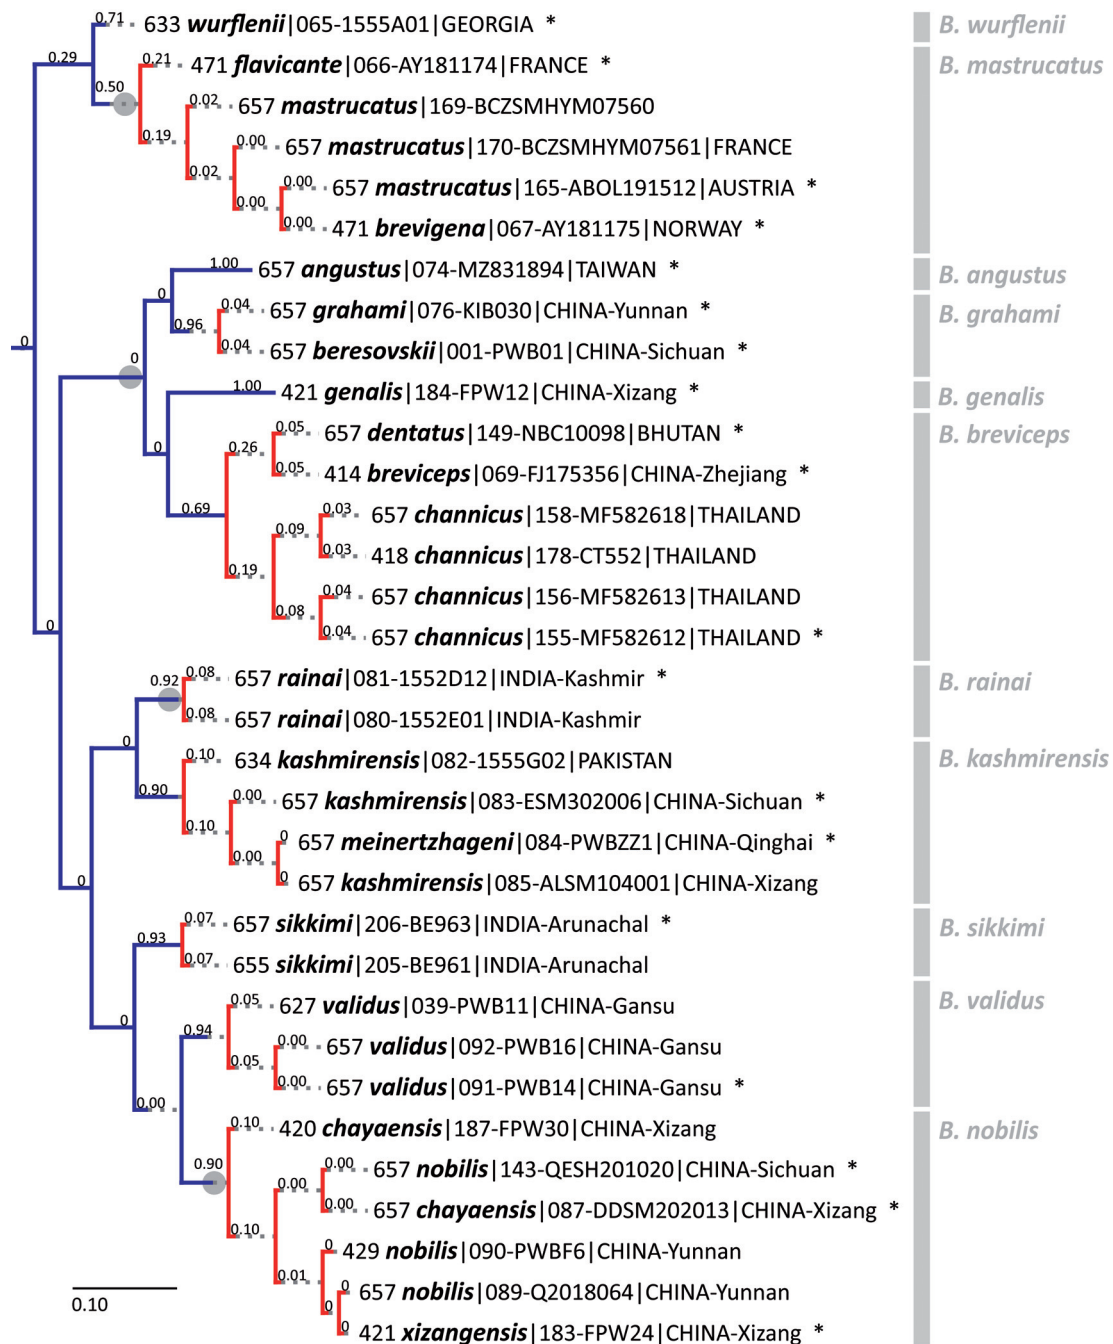 0.71 633 wurflenii|065-1555A01|GEORGIA * B. wurflenii
0.29 0.21 471 flavicante|066-AY181174|FRANCE * B. mastrucatus
0.50 0.02 657 mastrucatus|169-BCZSMHYM07560
0.19 0.00 657 mastrucatus|170-BCZSMHYM07561|FRANCE
0.02 0.00 657 mastrucatus|165-ABOL191512|AUSTRIA *
0.00 0.00 471 brevigena|067-AY181175|NORWAY *
1.00 657 angustus|074-MZ831894|TAIWAN * B. angustus
0 0.04 657 grahami|076-KIB030|CHINA-Yunnan * B. grahami
0 0.96 0.04 657 beresovskii|001-PWB01|CHINA-Sichuan *
0 1.00 421 genalis|184-FPW12|CHINA-Xizang * B. genalis
0 0.26 0.05 657 dentatus|149-NBC10098|BHUTAN * B. breviceps
0.05 414 breviceps|069-FJ175356|CHINA-Zhejiang *
0.69 0.03 657 channicus|158-MF582618|THAILAND
0.09 0.03 418 channicus|178-CT552|THAILAND
0.19 0.04 657 channicus|156-MF582613|THAILAND
0 0.08 0.04 657 channicus|155-MF582612|THAILAND *
0.92 0.08 657 rainai|081-1552D12|INDIA-Kashmir * B. rainai
0.08 657 rainai|080-1552E01|INDIA-Kashmir
0 0.10 634 kashmirensis|082-1555G02|PAKISTAN B. kashmirensis
0.90 0.00 657 kashmirensis|083-ESM302006|CHINA-Sichuan *
0.10 0 657 meinertzhageni|084-PWBZZ1|CHINA-Qinghai *
0 0.00 0 657 kashmirensis|085-ALSM104001|CHINA-Xizang
0.93 0.07 657 sikkimi|206-BE963|INDIA-Arunachal * B. sikkimi
0.07 655 sikkimi|205-BE961|INDIA-Arunachal
0 0.05 627 validus|039-PWB11|CHINA-Gansu B. validus
0.94 0.00 657 validus|092-PWB16|CHINA-Gansu
0.05 0.00 657 validus|091-PWB14|CHINA-Gansu *
0.00 0.10 420 chayaensis|187-FPW30|CHINA-Xizang B. nobilis
0.90 0.00 657 nobilis|143-QESH201020|CHINA-Sichuan *
0.00 0.00 657 chayaensis|087-DDSM202013|CHINA-Xizang *
0.10 0 429 nobilis|090-PWBF6|CHINA-Yunnan
0.01 0 657 nobilis|089-Q2018064|CHINA-Yunnan
0.10 0 0 421 xizangensis|183-FPW24|CHINA-Xizang *